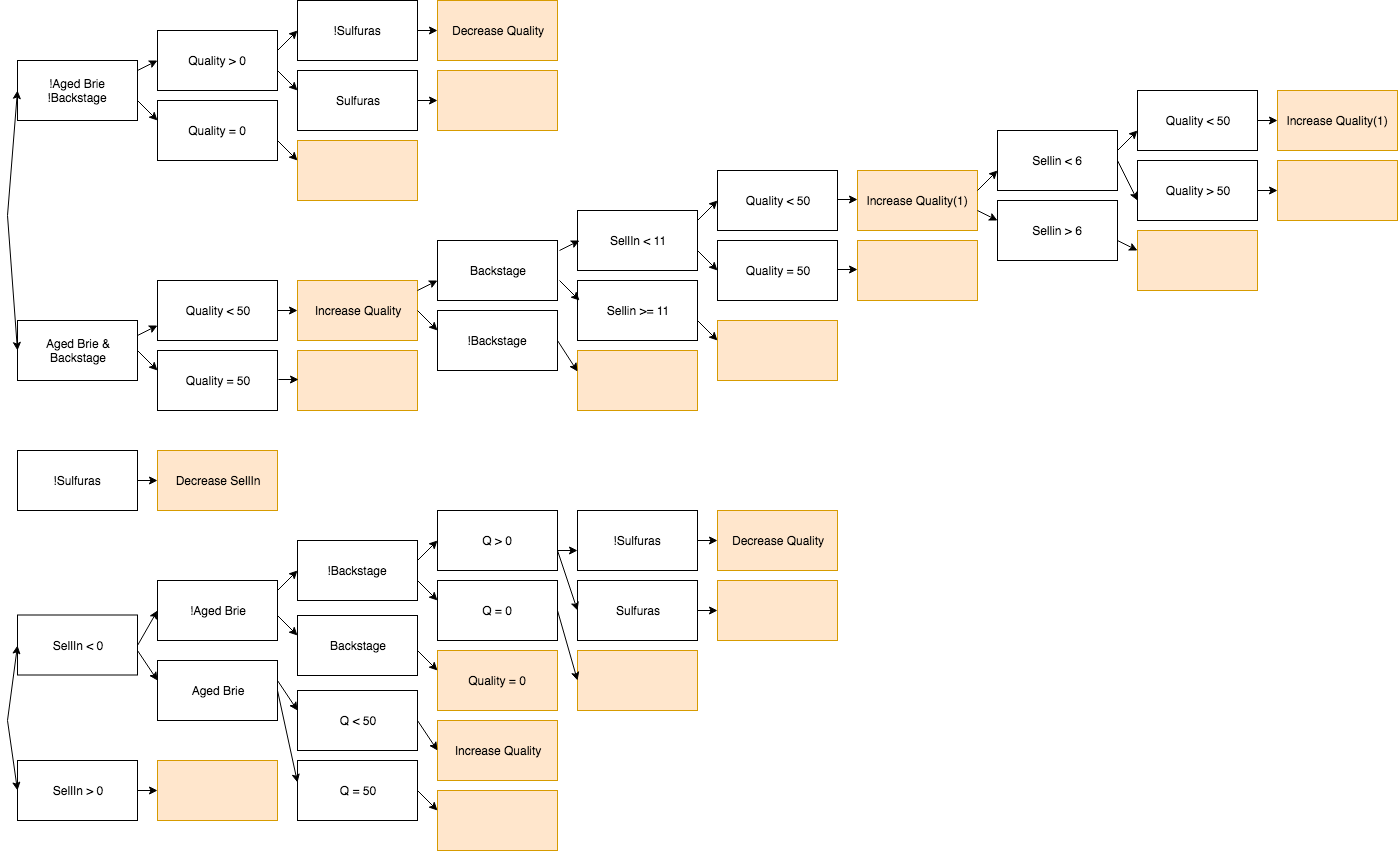 !Sulfuras
Decrease Quality
Quality > 0
!Aged Brie
!Backstage
Sulfuras
Quality = 0
Quality < 50
Increase Quality(1)
Sellin < 6
Quality > 50
Quality < 50
Increase Quality(1)
Sellin > 6
SellIn < 11
Backstage
Quality = 50
Quality < 50
Increase Quality
Sellin >= 11
!Backstage
Aged Brie &
Backstage
Quality = 50
!Sulfuras
Decrease SellIn
Q > 0
!Sulfuras
Decrease Quality
!Backstage
!Aged Brie
Q = 0
Sulfuras
SellIn < 0
Backstage
Aged Brie
Quality = 0
Q < 50
Increase Quality
SellIn > 0
Q = 50